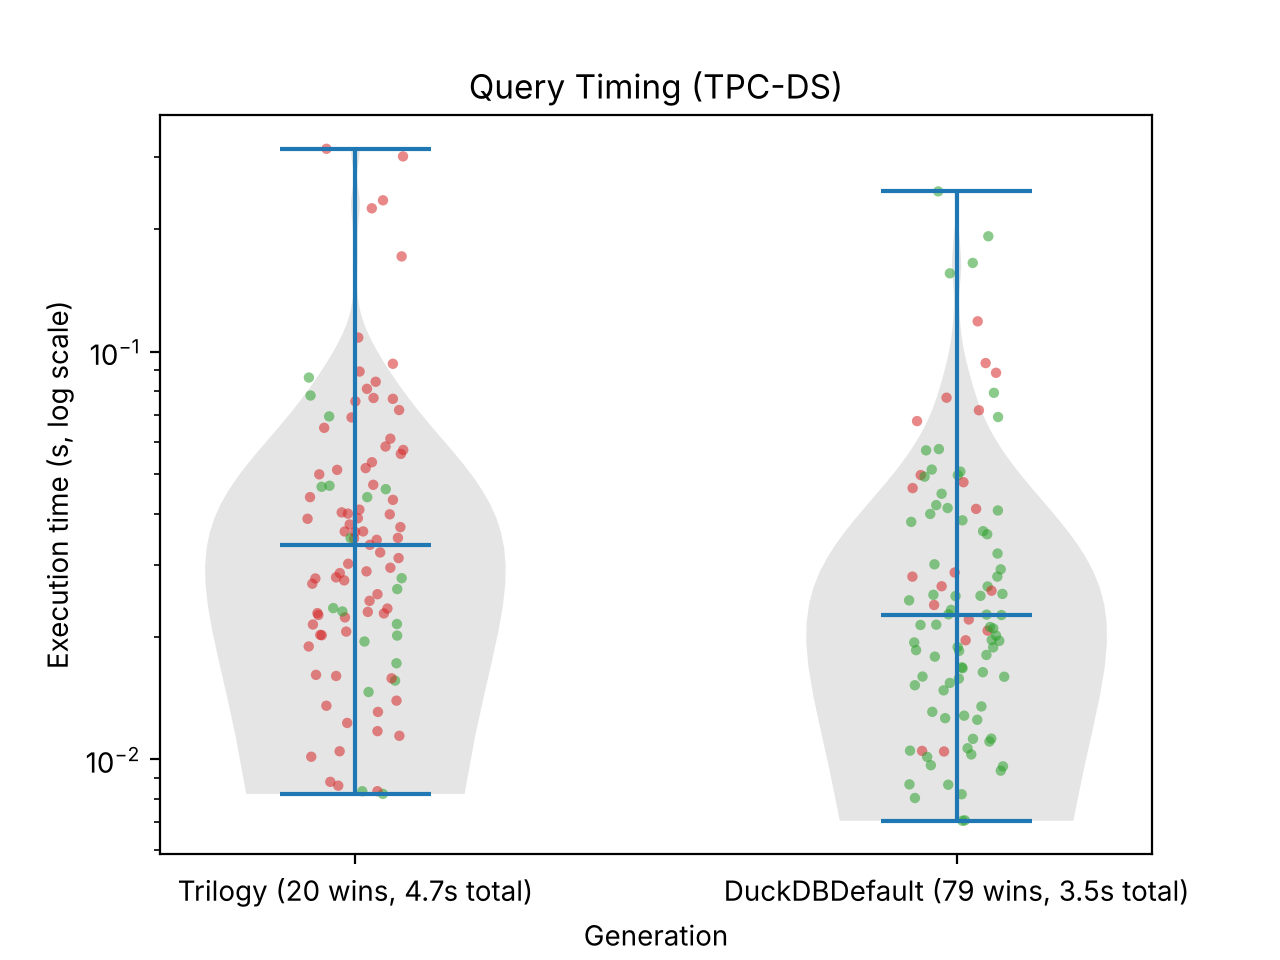 Query Timing (TPC-DS)
Execution time (s, log scale)
10⁻¹
10⁻²
Trilogy (20 wins, 4.7s total)
DuckDBDefault (79 wins, 3.5s total)
Generation